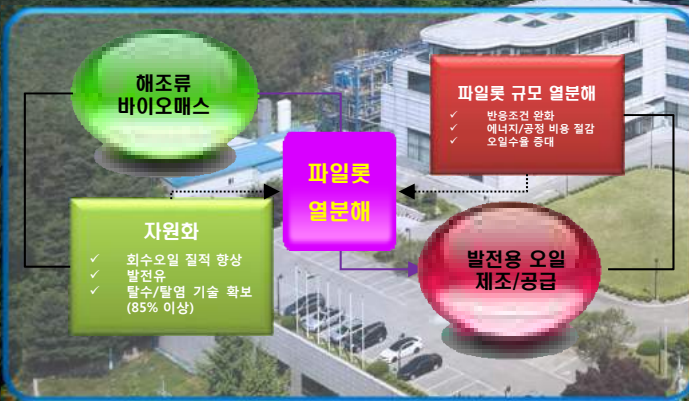 해조류
바이오매스
파일롯 규모 열분해
✓ 반응조건 완화
✓ 에너지/공정 비용 절감
✓ 오일수율 증대
파일롯
열분해
자원화
✓ 회수오일 질적 향상
✓ 발전유
✓ 탈수/탈염 기술 확보
(85% 이상)
발전용 오일
제조/공급